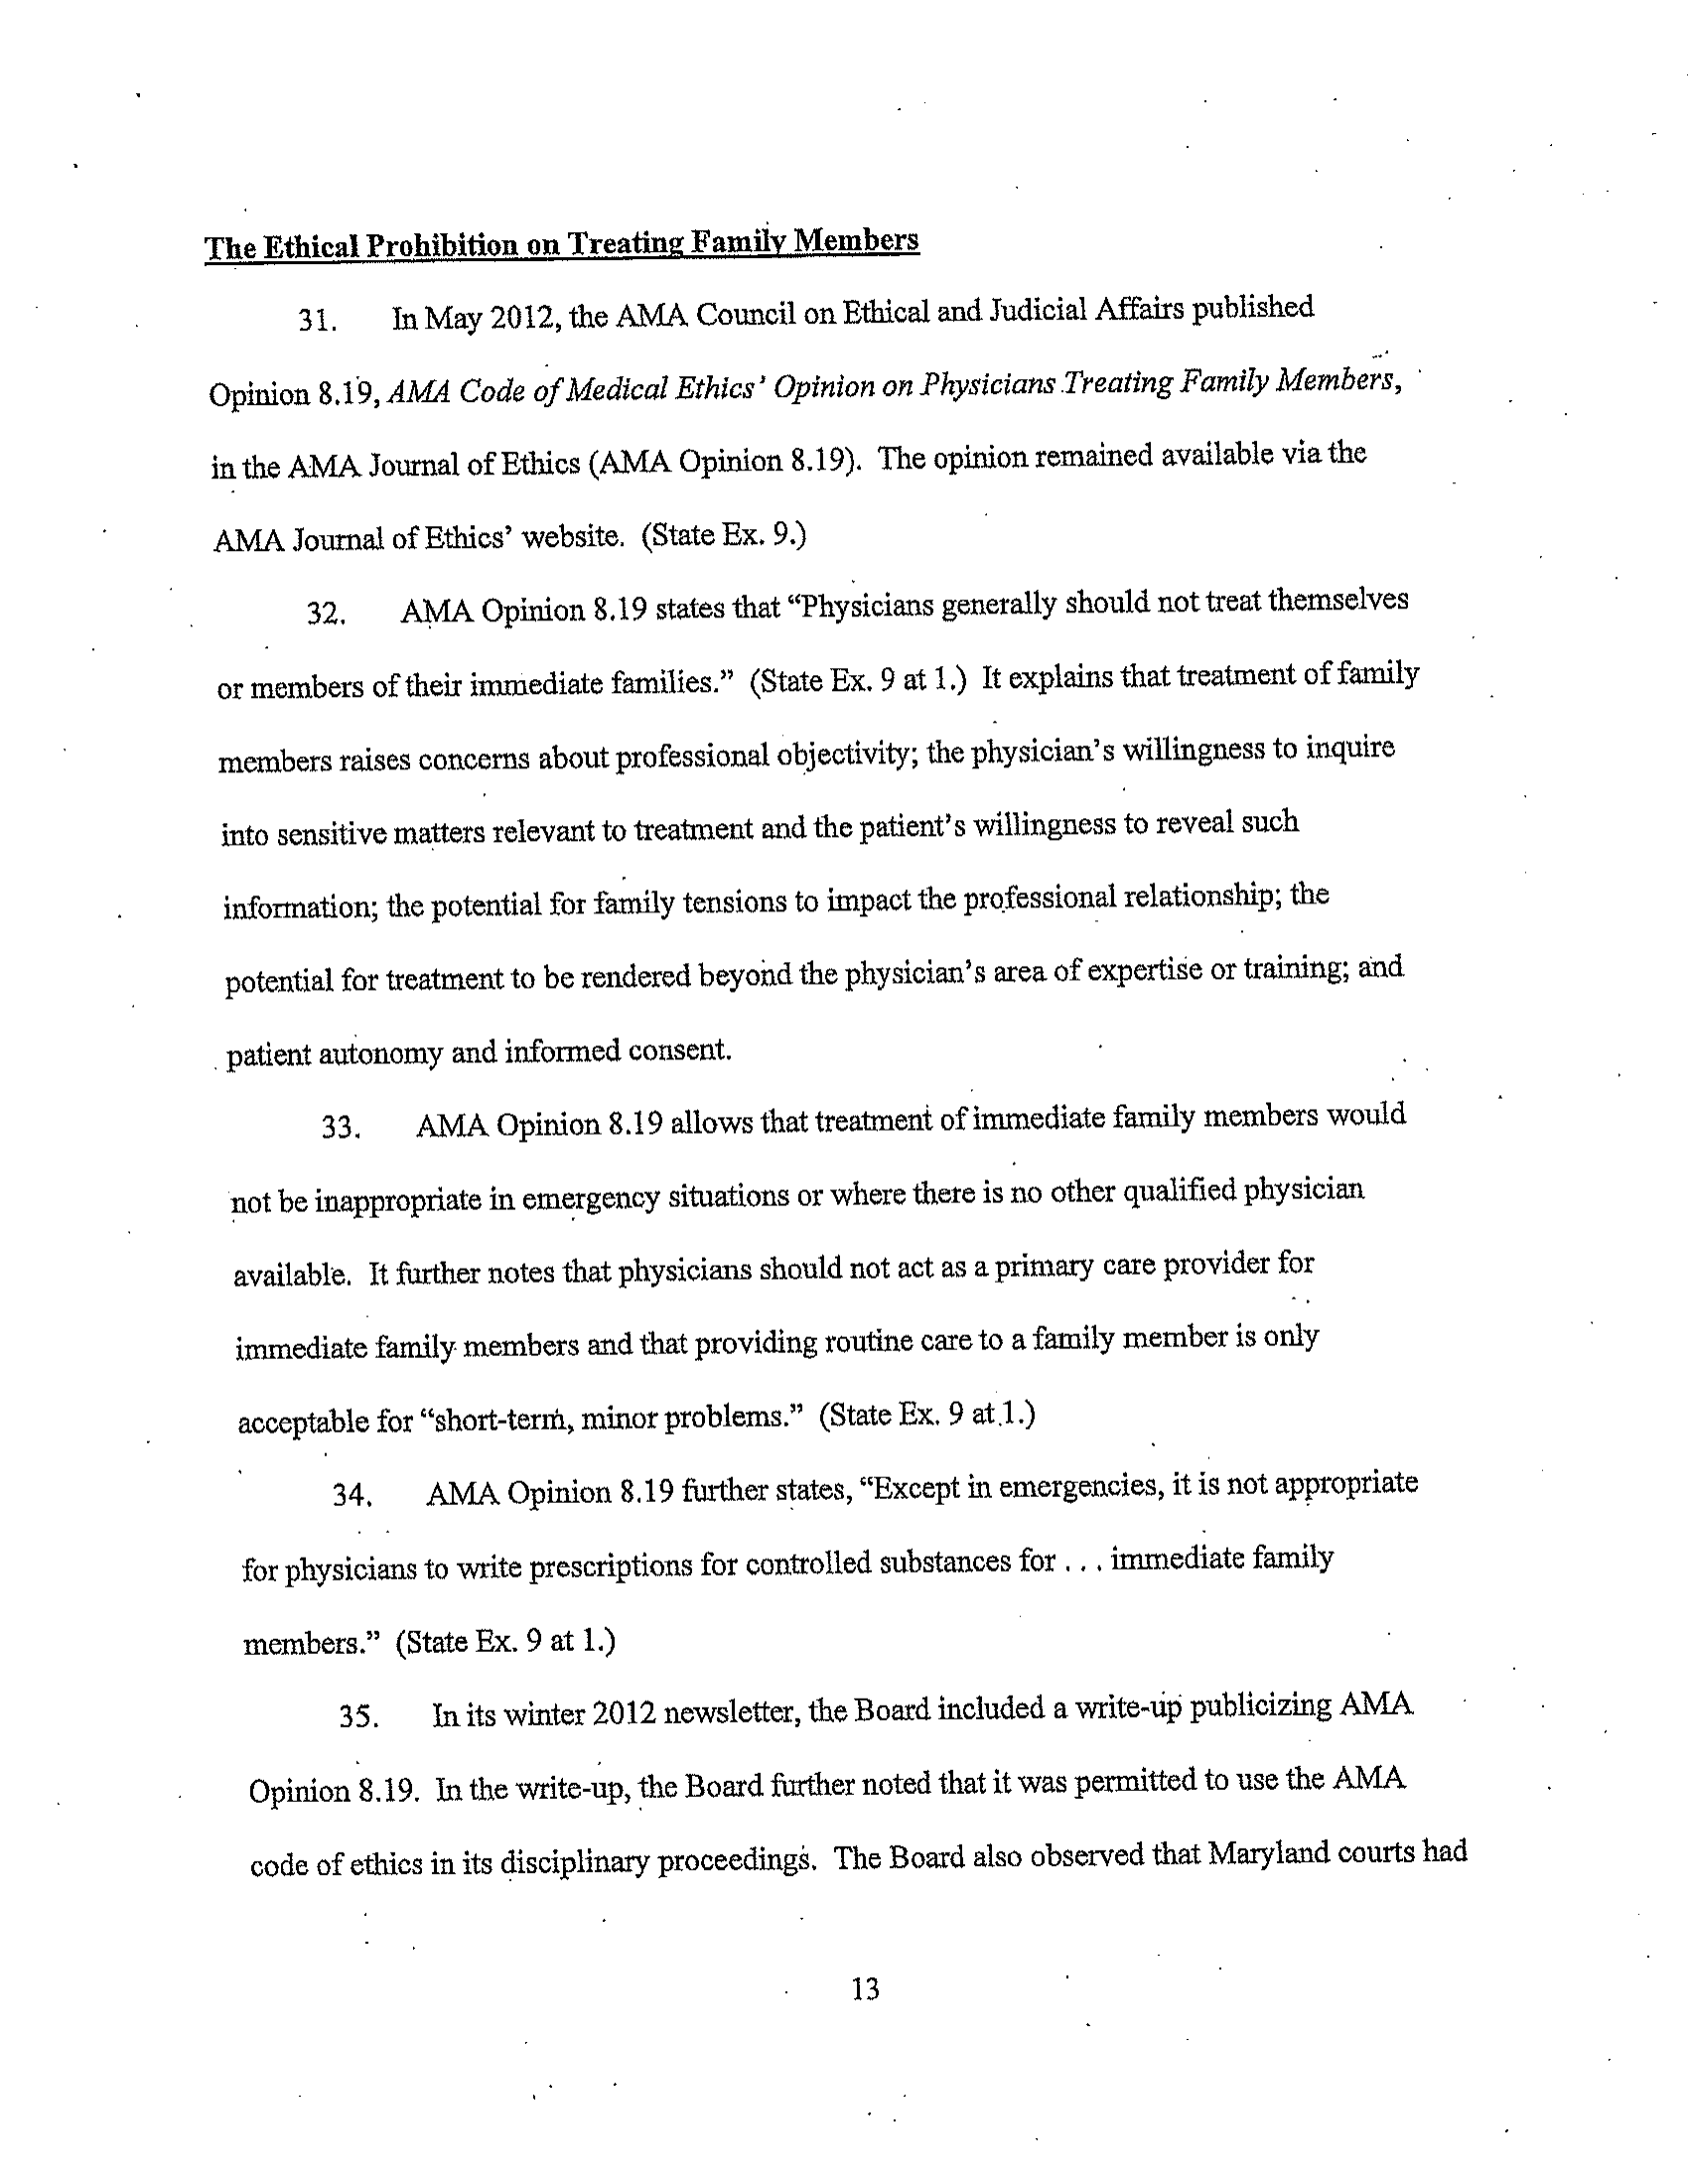 The Ethical Prohibition on Treating Family Members
31. In May 2012, the AMA Council on Ethical and Judicial Affairs published
Opinion 8.19, AMA Code of Medical Ethics' Opinion on Physicians Treating Family Members,
in the AMA Journal of Ethics (AMA Opinion 8.19). The opinion remained available via the
AMA Journal of Ethics' website. (State Ex. 9.)
32. AMA Opinion 8.19 states that "Physicians generally should not treat themselves
or members of their immediate families." (State Ex. 9 at 1.) It explains that treatment of family
members raises concerns about professional objectivity; the physician's willingness to inquire
into sensitive matters relevant to treatment and the patient's willingness to reveal such
information; the potential for family tensions to impact the professional relationship; the
potential for treatment to be rendered beyond the physician's area of expertise or training; and
patient autonomy and informed consent.
33. AMA Opinion 8.19 allows that treatment of immediate family members would
not be inappropriate in emergency situations or where there is no other qualified physician
available. It further notes that physicians should not act as a primary care provider for
immediate family members and that providing routine care to a family member is only
acceptable for "short-term, minor problems." (State Ex. 9 at 1.)
34. AMA Opinion 8.19 further states, "Except in emergencies, it is not appropriate
for physicians to write prescriptions for controlled substances for . . . immediate family
members." (State Ex. 9 at 1.)
35. In its winter 2012 newsletter, the Board included a write-up publicizing AMA
Opinion 8.19. In the write-up, the Board further noted that it was permitted to use the AMA
code of ethics in its disciplinary proceedings. The Board also observed that Maryland courts had
13